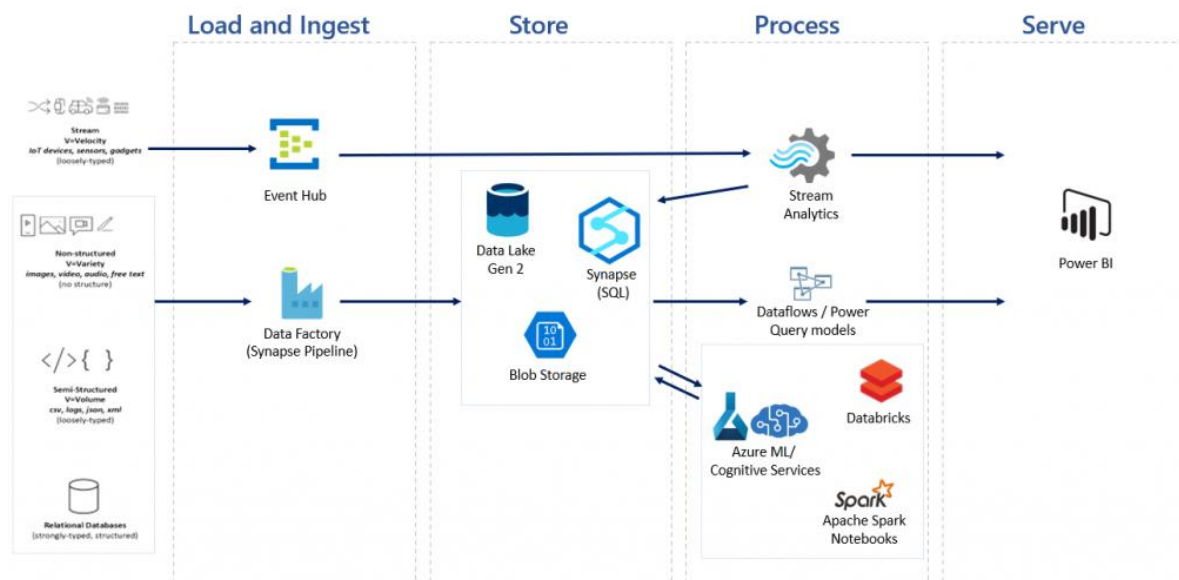 Load and Ingest
Store
Process
Serve
Stream
V=Velocity
IoT devices, sensors, gadgets
(loosely-typed)
Event Hub
Stream
Analytics
Non-structured
V=Variety
images, video, audio, free text
(no structure)
Data Lake
Gen 2
Synapse
(SQL)
Power BI
Data Factory
(Synapse Pipeline)
Dataflows / Power
Query models
10
01
Blob Storage
</>{ }
Semi-Structured
V=Volume
csv, logs, json, xml
(loosely-typed)
Databricks
Azure ML/
Cognitive Services
Spark
Apache Spark
Notebooks
Relational Databases
(strongly-typed, structured)